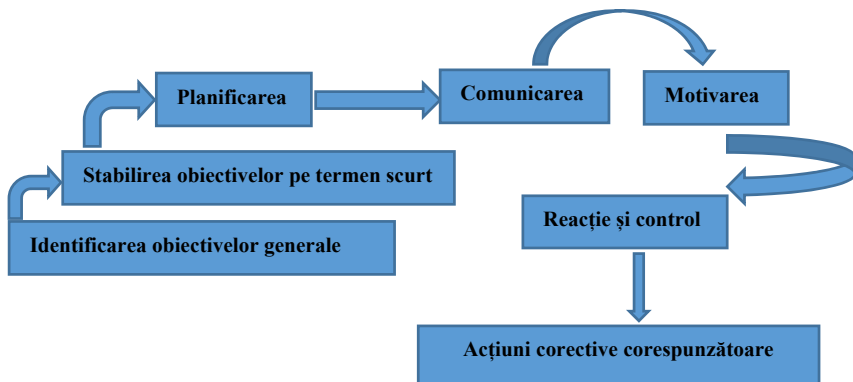 Planificarea
Comunicarea
Motivarea
Stabilirea obiectivelor pe termen scurt
Reacție și control
Identificarea obiectivelor generale
Acțiuni corective corespunzătoare